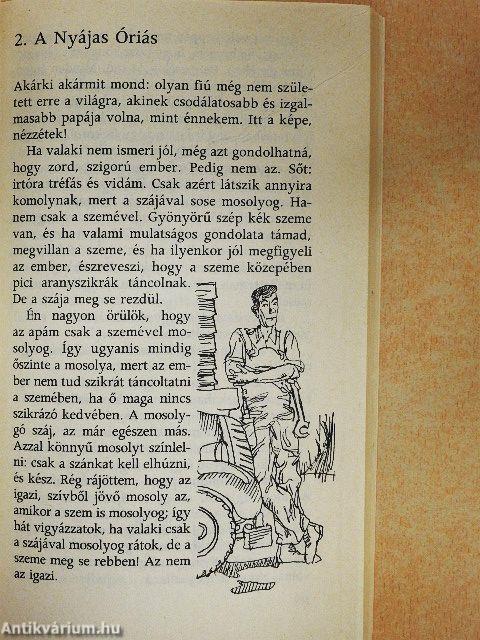 2. A Nyájas Óriás
Akárki akármit mond: olyan fiú még nem szüle-
tett erre a világra, akinek csodálatosabb és izgal-
masabb papája volna, mint énnekem. Itt a képe,
nézzétek!
Ha valaki nem ismeri jól, még azt gondolhatná,
hogy zord, szigorú ember. Pedig nem az. Sőt:
irtóra tréfás és vidám. Csak azért látszik annyira
komolynak, mert a szájával sose mosolyog. Ha-
nem csak a szemével. Gyönyörű szép kék szeme
van, és ha valami mulatságos gondolata támad,
megvillan a szeme, és ha ilyenkor jól megfigyeli
az ember, észreveszi, hogy a szeme közepében
pici aranyszikrák táncolnak.
De a szája meg se rezdül.
Én nagyon örülök, hogy
az apám csak a szemével mo-
solyog. Így ugyanis mindig
őszinte a mosolya, mert az em-
ber nem tud szikrát táncoltatni
a szemében, ha ő maga nincs
szikrázó kedvében. A mosoly-
gó száj, az már egészen más.
Azzal könnyű mosolyt színlel-
ni: csak a szánkat kell elhúzni,
és kész. Rég rájöttem, hogy az
igazi, szívből jövő mosoly az,
amikor a szem is mosolyog; így
hát vigyázzatok, ha valaki csak
a szájával mosolyog rátok, de a
szeme meg se rebben! Az nem
az igazi.
Antikvárium.hu